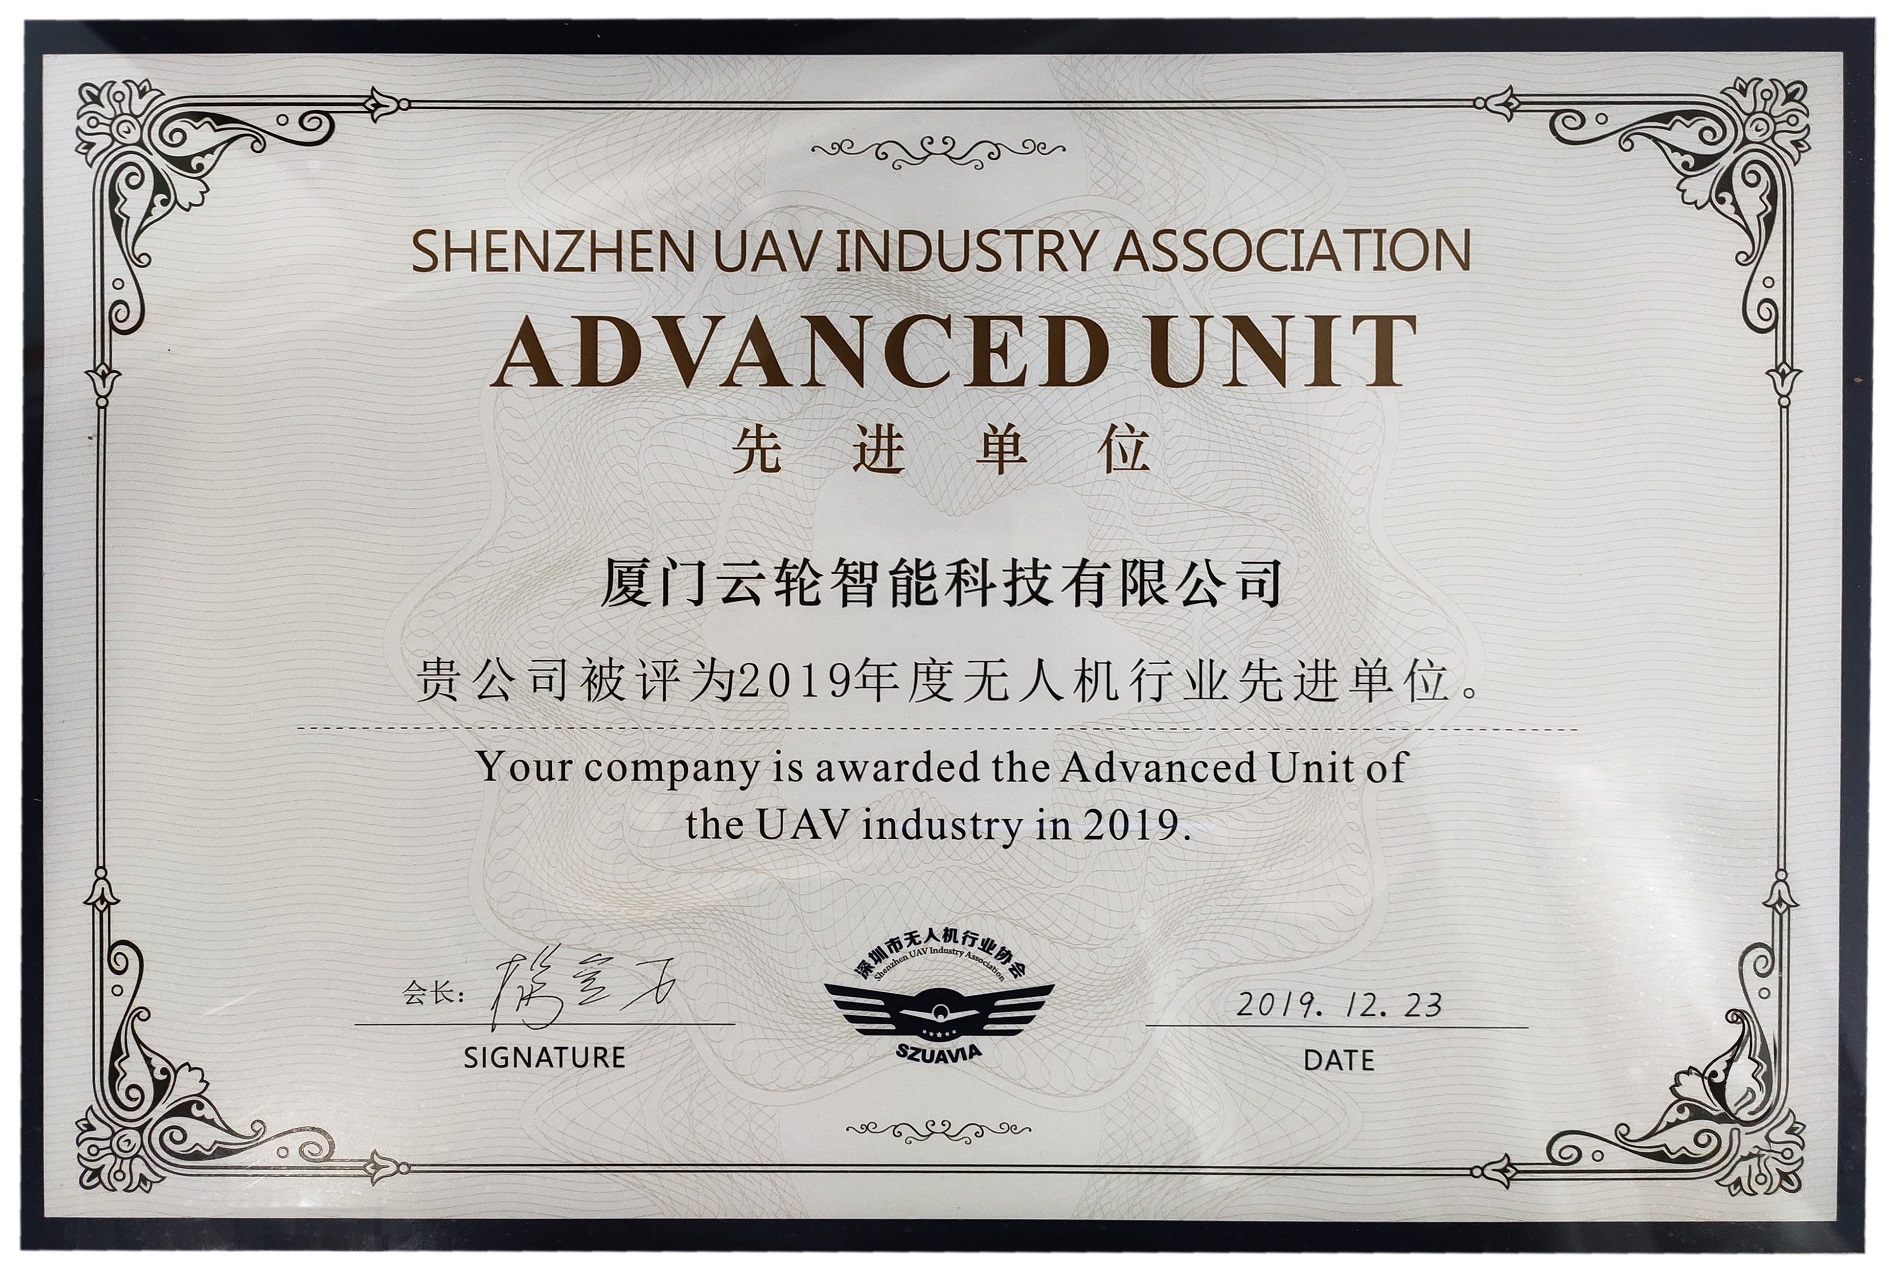 SHENZHEN UAV INDUSTRY ASSOCIATION
ADVANCED UNIT
先进单位
厦门云轮智能科技有限公司
贵公司被评为2019年度无人机行业先进单位。
Your company is awarded the Advanced Unit of
the UAV industry in 2019.
会长：
SIGNATURE
深圳市无人机行业协会
Shenzhen UAV Industry Association
SZUAVIA
2019. 12. 23
DATE